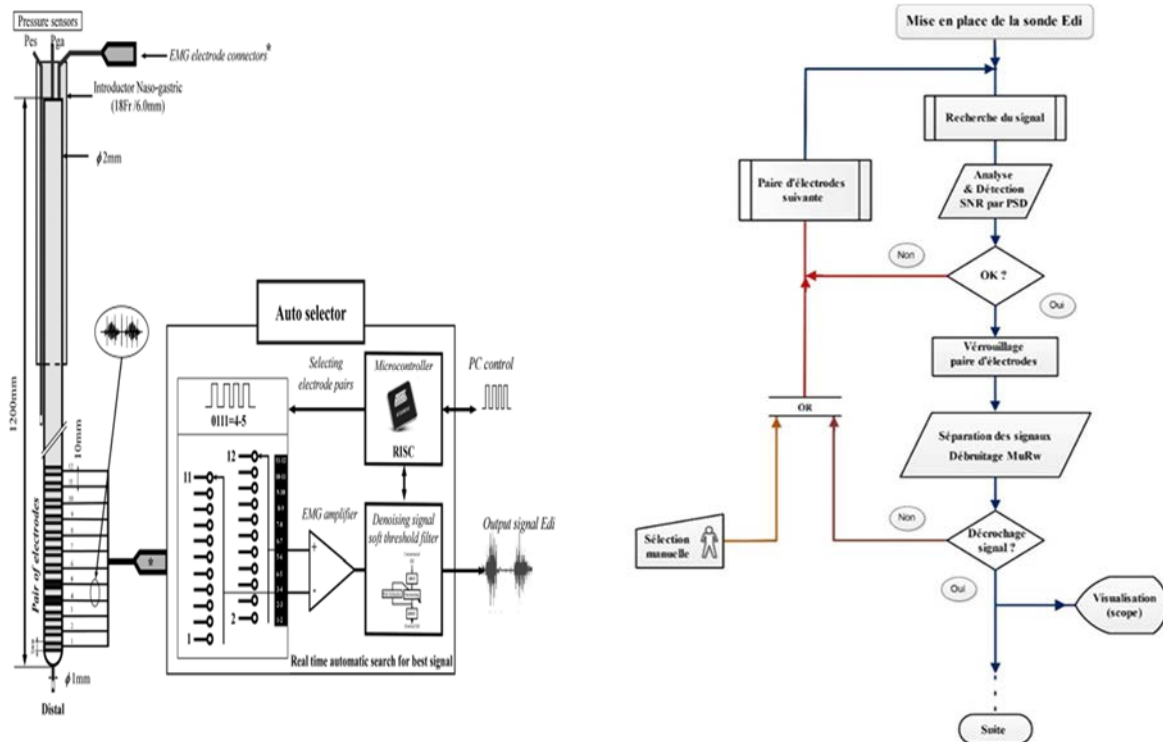 Pressure sensors
Pes
Pga
EMG electrode connectors*
Introductor Naso-gastric
(18Fr /6.0mm)
ϕ2mm
1200mm
10mm
Pair of electrodes
ϕ1mm
Distal
*
Auto selector
Selecting
electrode pairs
Microcontroller
RISC
PC control
0111=4-5
12
11
2
1
EMG amplifier
+
-
Denoising signal
soft threshold filter
Output signal Edi
Real time automatic search for best signal
Mise en place de la sonde Edi
Recherche du signal
Paire d'électrodes
suivante
Analyse
& Détection
SNR par PSD
Non
OK ?
Oui
Vérrouillage
paire d'électrodes
OR
Séparation des signaux
Débruitage MuRw
Non
Sélection
manuelle
Décrochage
signal ?
Oui
Visualisation
(scope)
Suite